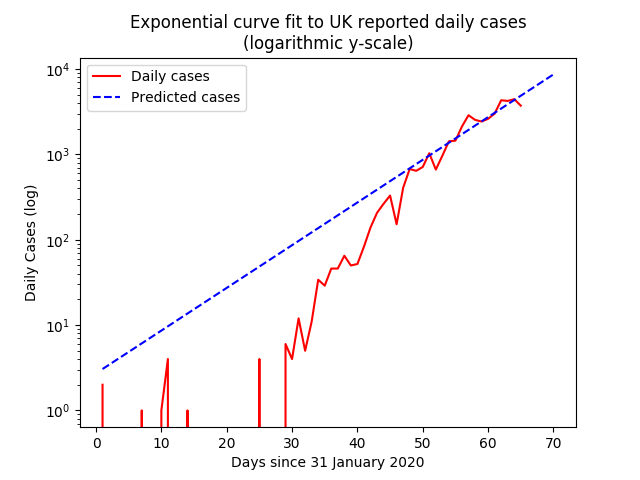 Exponential curve fit to UK reported daily cases
(logarithmic y-scale)
Daily cases
Predicted cases
10⁴
10³
10²
10¹
10⁰
Daily Cases (log)
0 10 20 30 40 50 60 70
Days since 31 January 2020